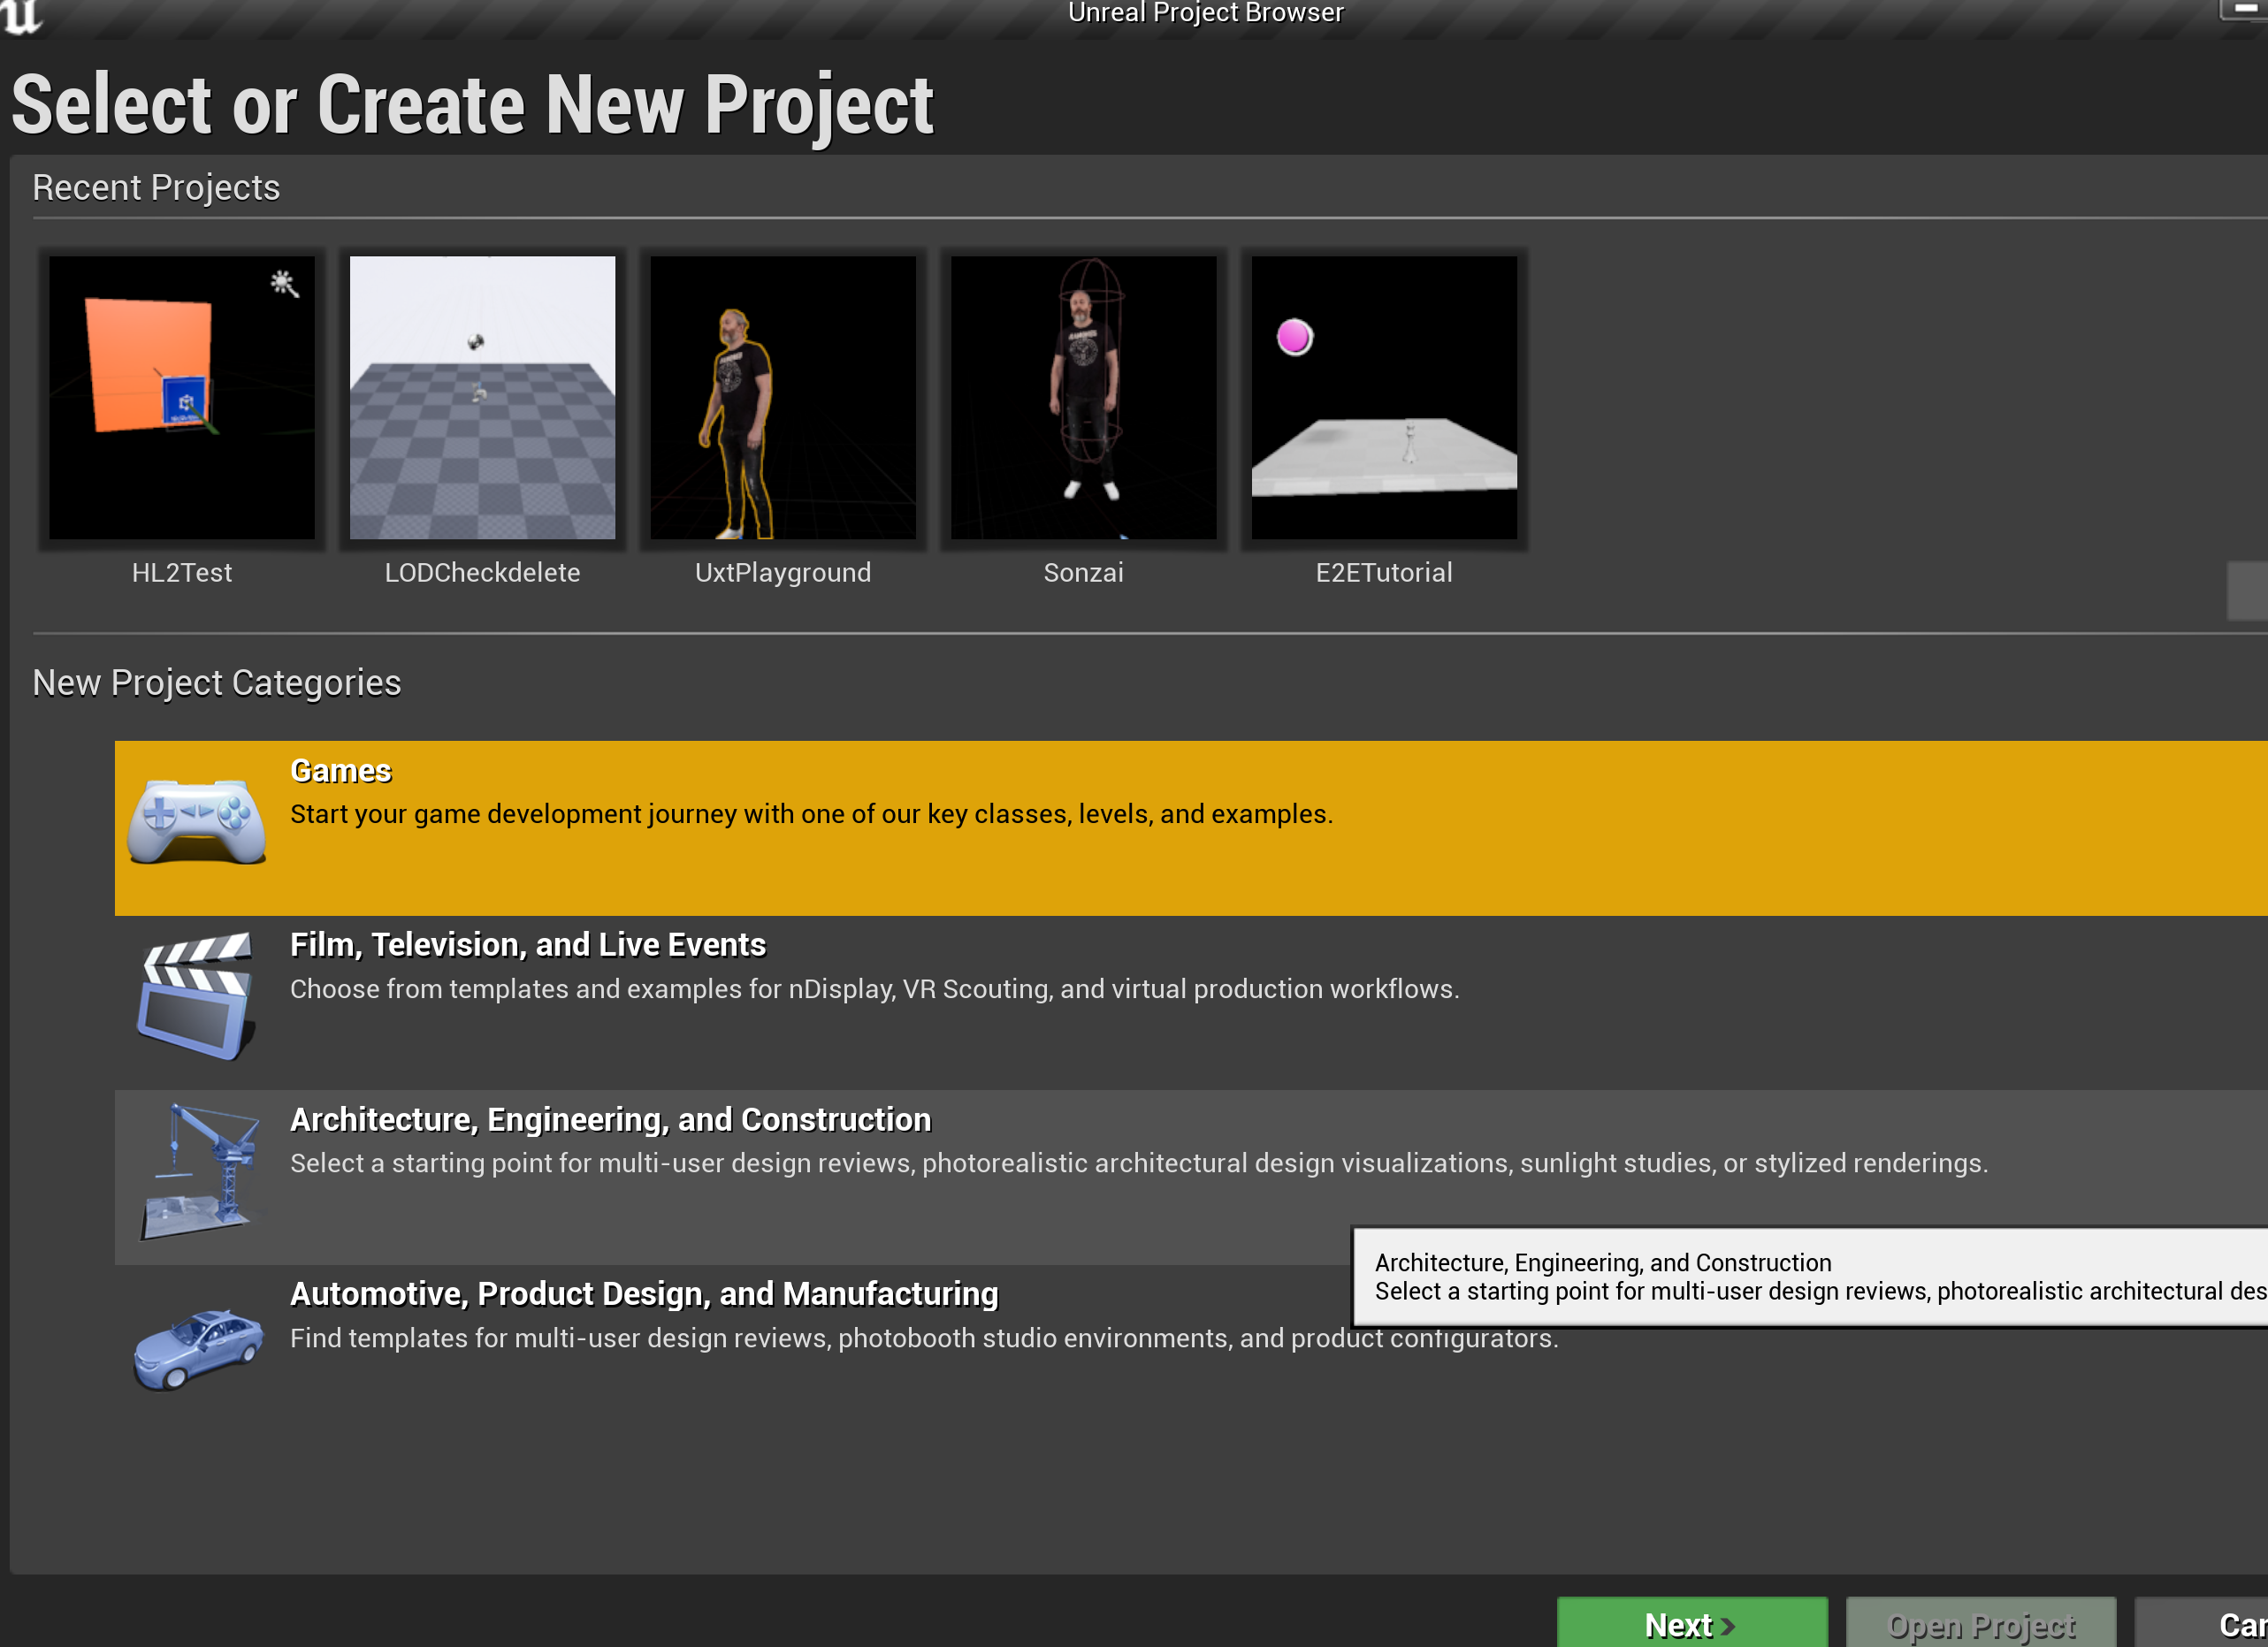 Unreal Project Browser
Select or Create New Project
Recent Projects
HL2Test
LODCheckdelete
UxtPlayground
Sonzai
E2ETutorial
New Project Categories
Games
Start your game development journey with one of our key classes, levels, and examples.
Film, Television, and Live Events
Choose from templates and examples for nDisplay, VR Scouting, and virtual production workflows.
Architecture, Engineering, and Construction
Select a starting point for multi-user design reviews, photorealistic architectural design visualizations, sunlight studies, or stylized renderings.
Architecture, Engineering, and Construction
Select a starting point for multi-user design reviews, photorealistic architectural des
Automotive, Product Design, and Manufacturing
Find templates for multi-user design reviews, photobooth studio environments, and product configurators.
Next
Open Project
Can